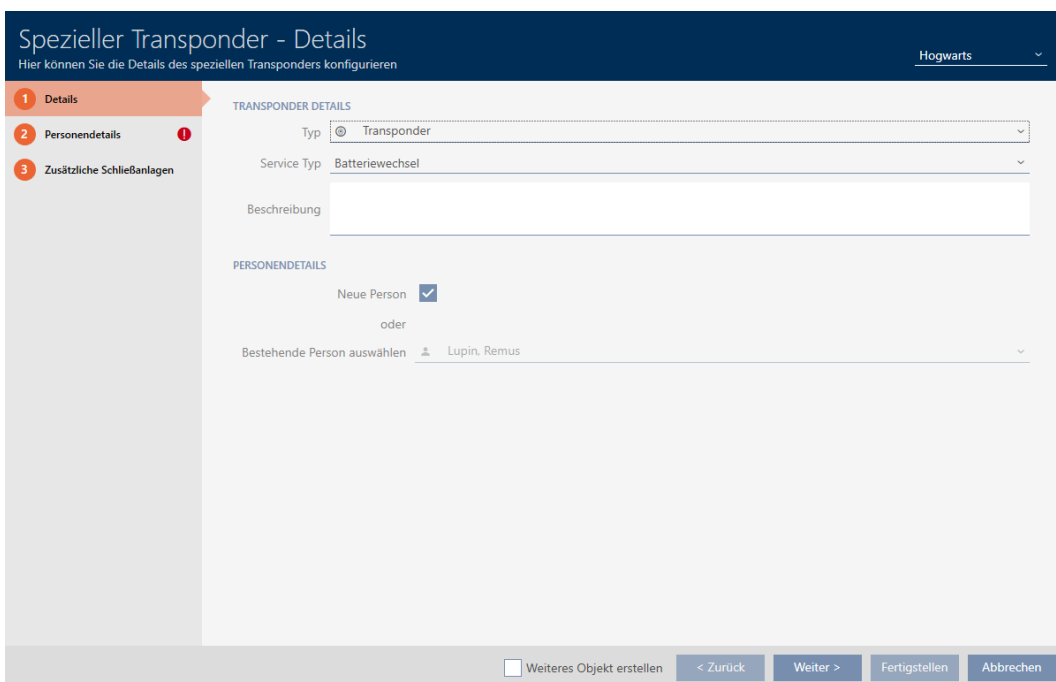 Spezieller Transponder - Details
Hier können Sie die Details des speziellen Transponders konfigurieren
Hogwarts
1 Details
2 Personendetails !
3 Zusätzliche Schließanlagen
TRANSPONDER DETAILS
Typ Transponder
Service Typ Batteriewechsel
Beschreibung
PERSONENDETAILS
Neue Person
oder
Bestehende Person auswählen Lupin, Remus
Weiteres Objekt erstellen < Zurück Weiter > Fertigstellen Abbrechen